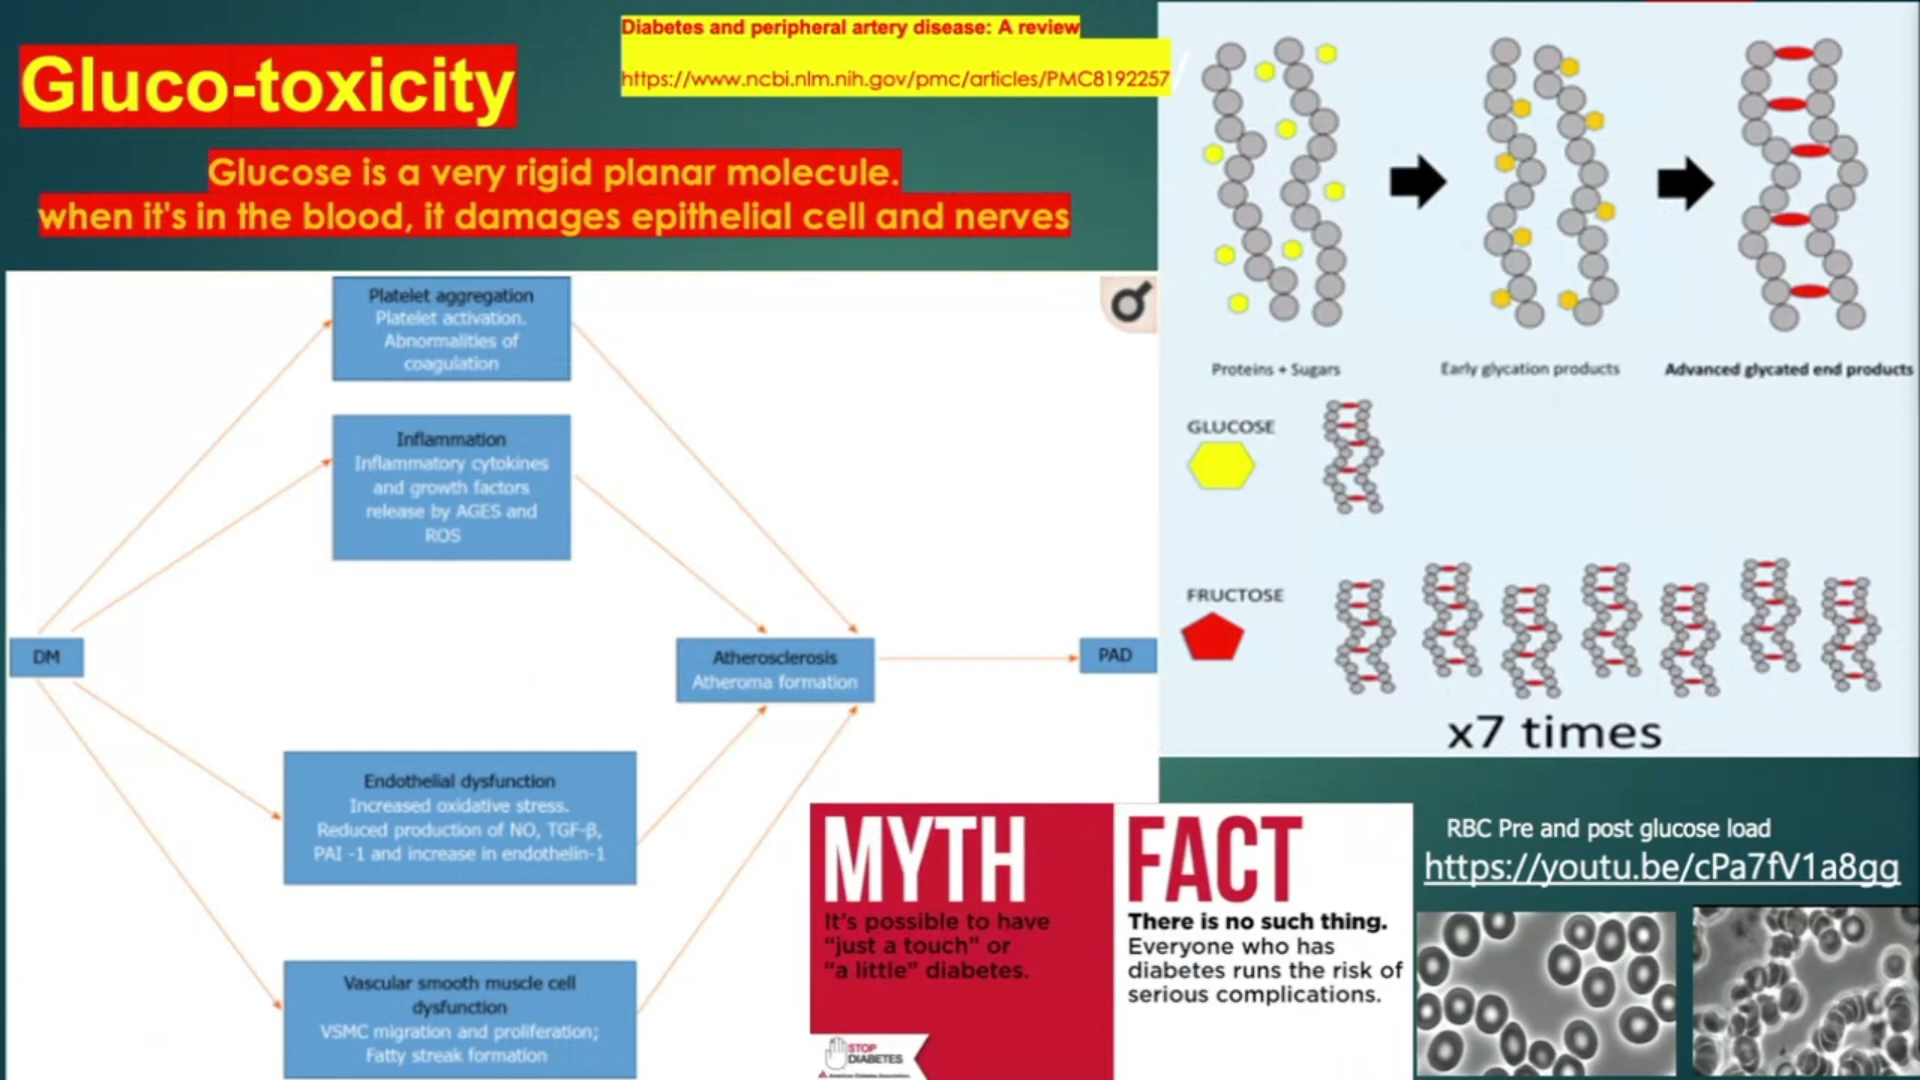 Gluco-toxicity
Diabetes and peripheral artery disease: A review
https://www.ncbi.nlm.nih.gov/pmc/articles/PMC8192257/
Glucose is a very rigid planar molecule.
when it's in the blood, it damages epithelial cell and nerves
Platelet aggregation
Platelet activation.
Abnormalities of
coagulation
Inflammation
Inflammatory cytokines
and growth factors
release by AGES and
ROS
DM
Atherosclerosis
Atheroma formation
PAD
Endothelial dysfunction
Increased oxidative stress.
Reduced production of NO, TGF-β,
PAI -1 and increase in endothelin-1
Vascular smooth muscle cell
dysfunction
VSMC migration and proliferation;
Fatty streak formation
Proteins + Sugars
Early glycation products
Advanced glycated end products
GLUCOSE
FRUCTOSE
x7 times
MYTH
It's possible to have
"just a touch" or
"a little" diabetes.
STOP
DIABETES
American Diabetes Association.
FACT
There is no such thing.
Everyone who has
diabetes runs the risk of
serious complications.
RBC Pre and post glucose load
https://youtu.be/cPa7fV1a8gg